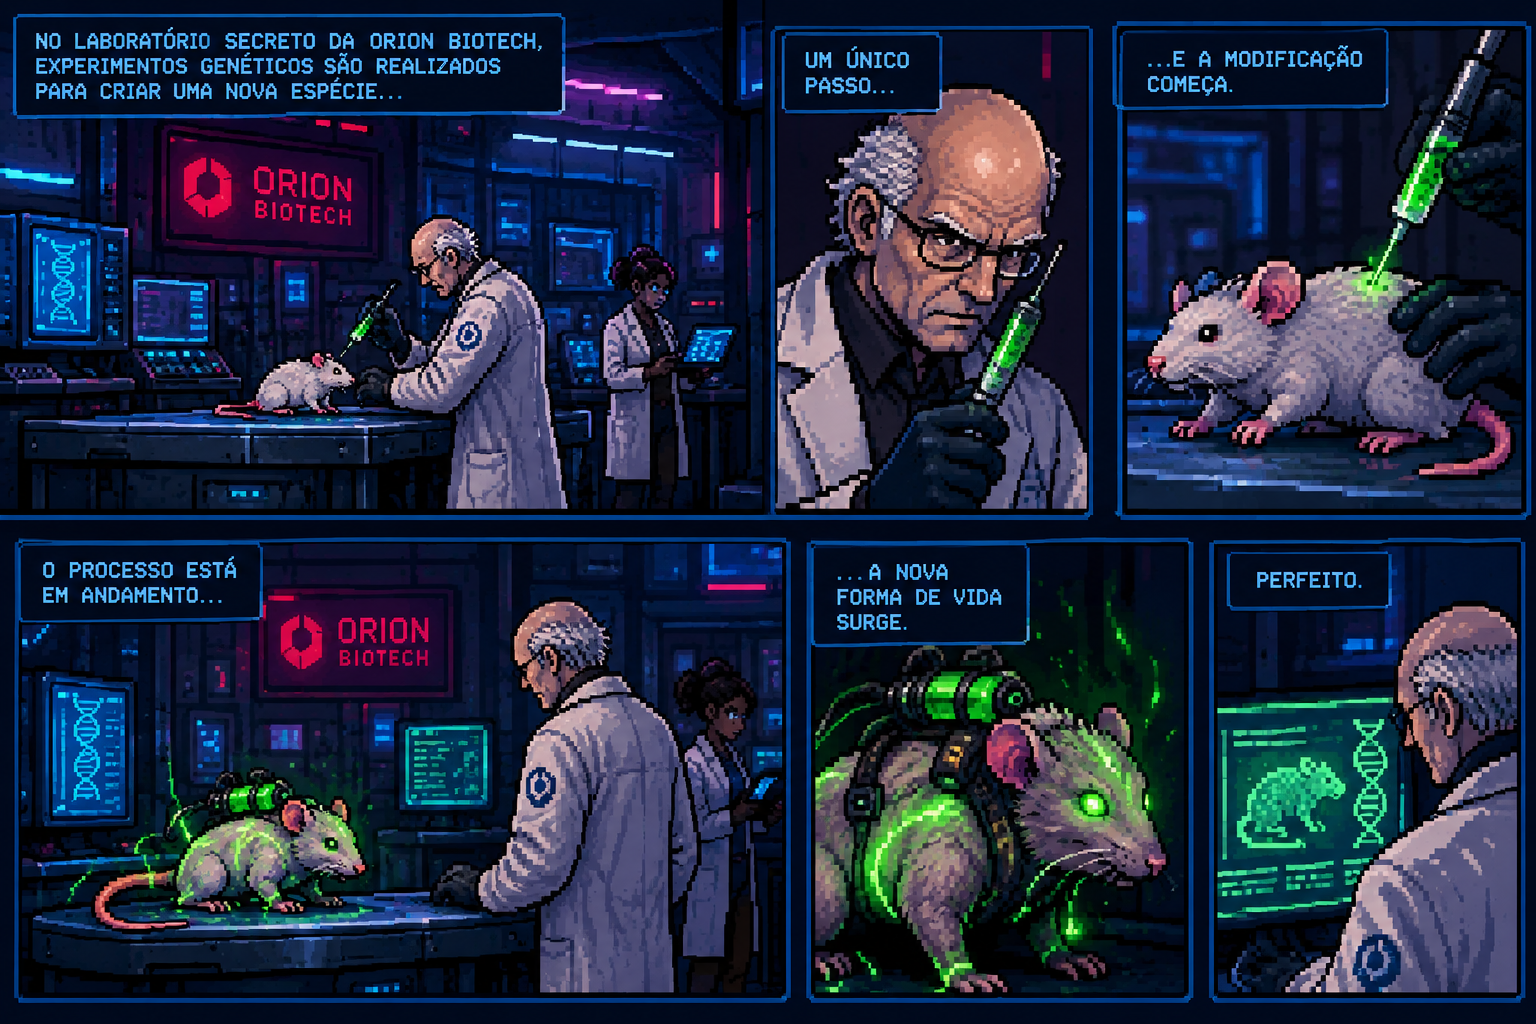 NO LABORATÓRIO SECRETO DA ORION BIOTECH,
EXPERIMENTOS GENÉTICOS SÃO REALIZADOS
PARA CRIAR UMA NOVA ESPÉCIE...
ORION
BIOTECH
UM ÚNICO
PASSO...
...E A MODIFICAÇÃO
COMEÇA.
O PROCESSO ESTÁ
EM ANDAMENTO...
ORION
BIOTECH
...A NOVA
FORMA DE VIDA
SURGE.
PERFEITO.